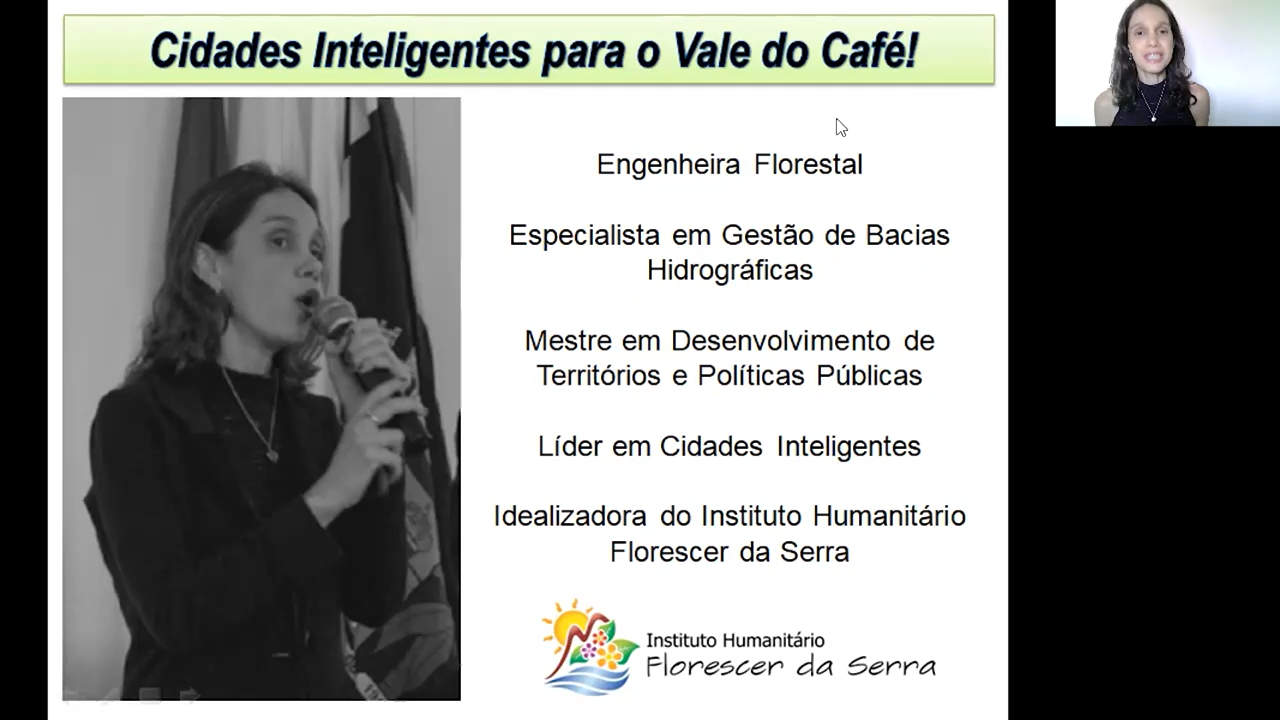 Cidades Inteligentes para o Vale do Café!
Engenheira Florestal
Especialista em Gestão de Bacias
Hidrográficas
Mestre em Desenvolvimento de
Territórios e Políticas Públicas
Líder em Cidades Inteligentes
Idealizadora do Instituto Humanitário
Florescer da Serra
Instituto Humanitário
Florescer da Serra